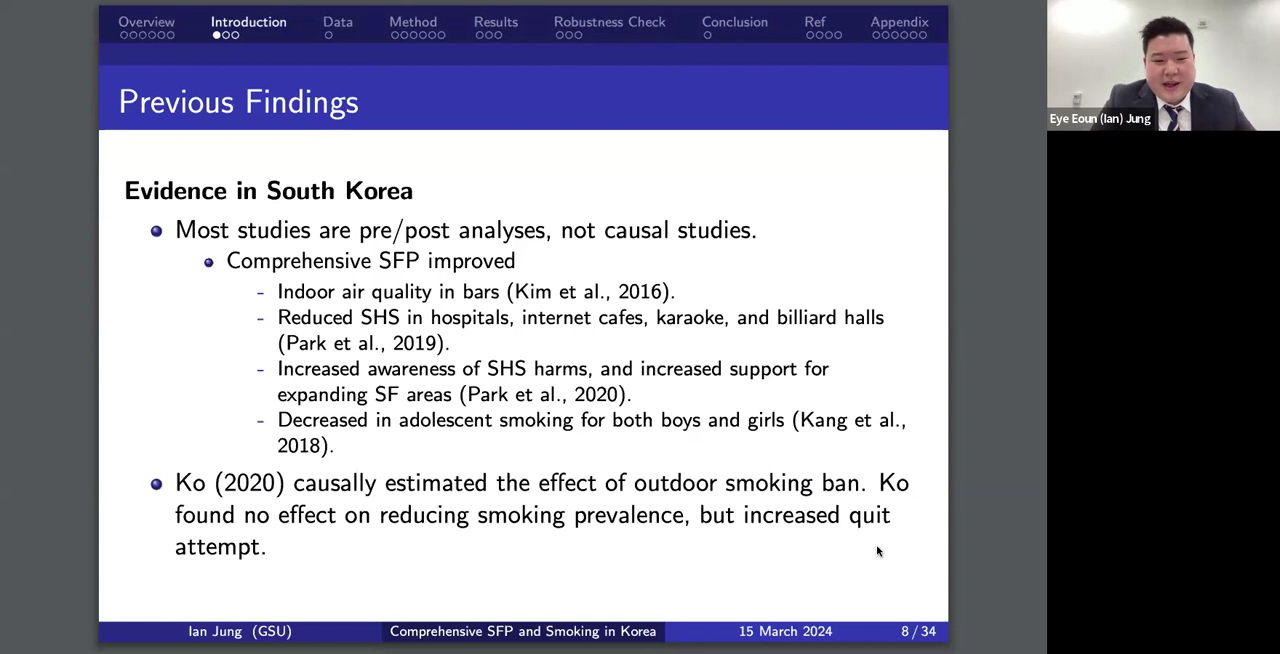 Overview Introduction Data Method Results Robustness Check Conclusion Ref Appendix
Previous Findings
Eye Eoun (Ian) Jung
Evidence in South Korea
Most studies are pre/post analyses, not causal studies.
Comprehensive SFP improved
- Indoor air quality in bars (Kim et al., 2016).
- Reduced SHS in hospitals, internet cafes, karaoke, and billiard halls
(Park et al., 2019).
- Increased awareness of SHS harms, and increased support for
expanding SF areas (Park et al., 2020).
- Decreased in adolescent smoking for both boys and girls (Kang et al.,
2018).
Ko (2020) causally estimated the effect of outdoor smoking ban. Ko
found no effect on reducing smoking prevalence, but increased quit
attempt.
Ian Jung (GSU) Comprehensive SFP and Smoking in Korea 15 March 2024 8 / 34